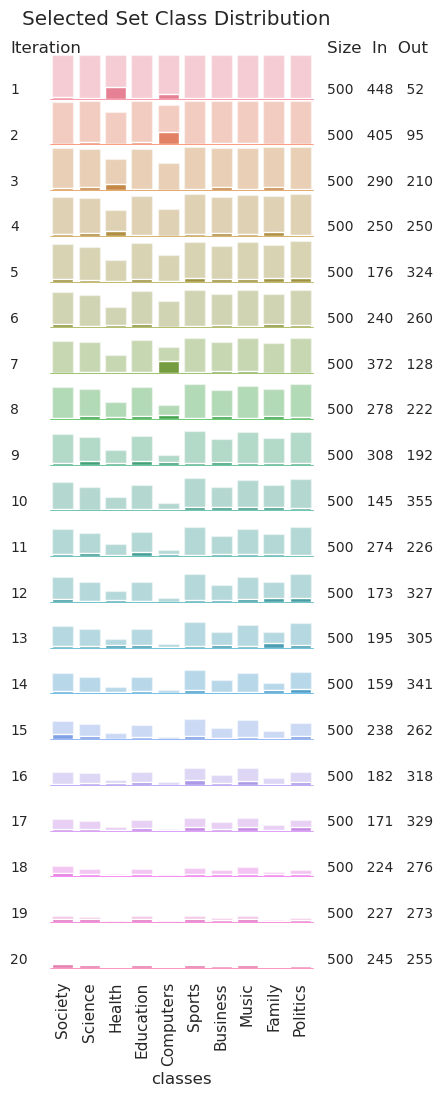 Selected Set Class Distribution
Iteration Size In Out
1 500 448 52
2 500 405 95
3 500 290 210
4 500 250 250
5 500 176 324
6 500 240 260
7 500 372 128
8 500 278 222
9 500 308 192
10 500 145 355
11 500 274 226
12 500 173 327
13 500 195 305
14 500 159 341
15 500 238 262
16 500 182 318
17 500 171 329
18 500 224 276
19 500 227 273
20 500 245 255
Society
Science
Health
Education
Computers
Sports
Business
Music
Family
Politics
classes